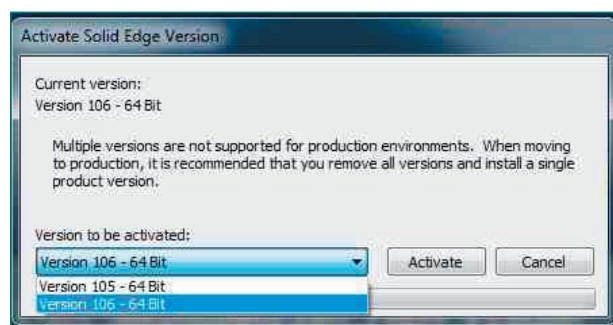 Activate Solid Edge Version
Current version:
Version 106 - 64 Bit
Multiple versions are not supported for production environments.  When moving
to production, it is recommended that you remove all versions and install a single
product version.
Version to be activated:
Version 106 - 64 Bit
Activate
Cancel
Version 105 - 64 Bit
Version 106 - 64 Bit